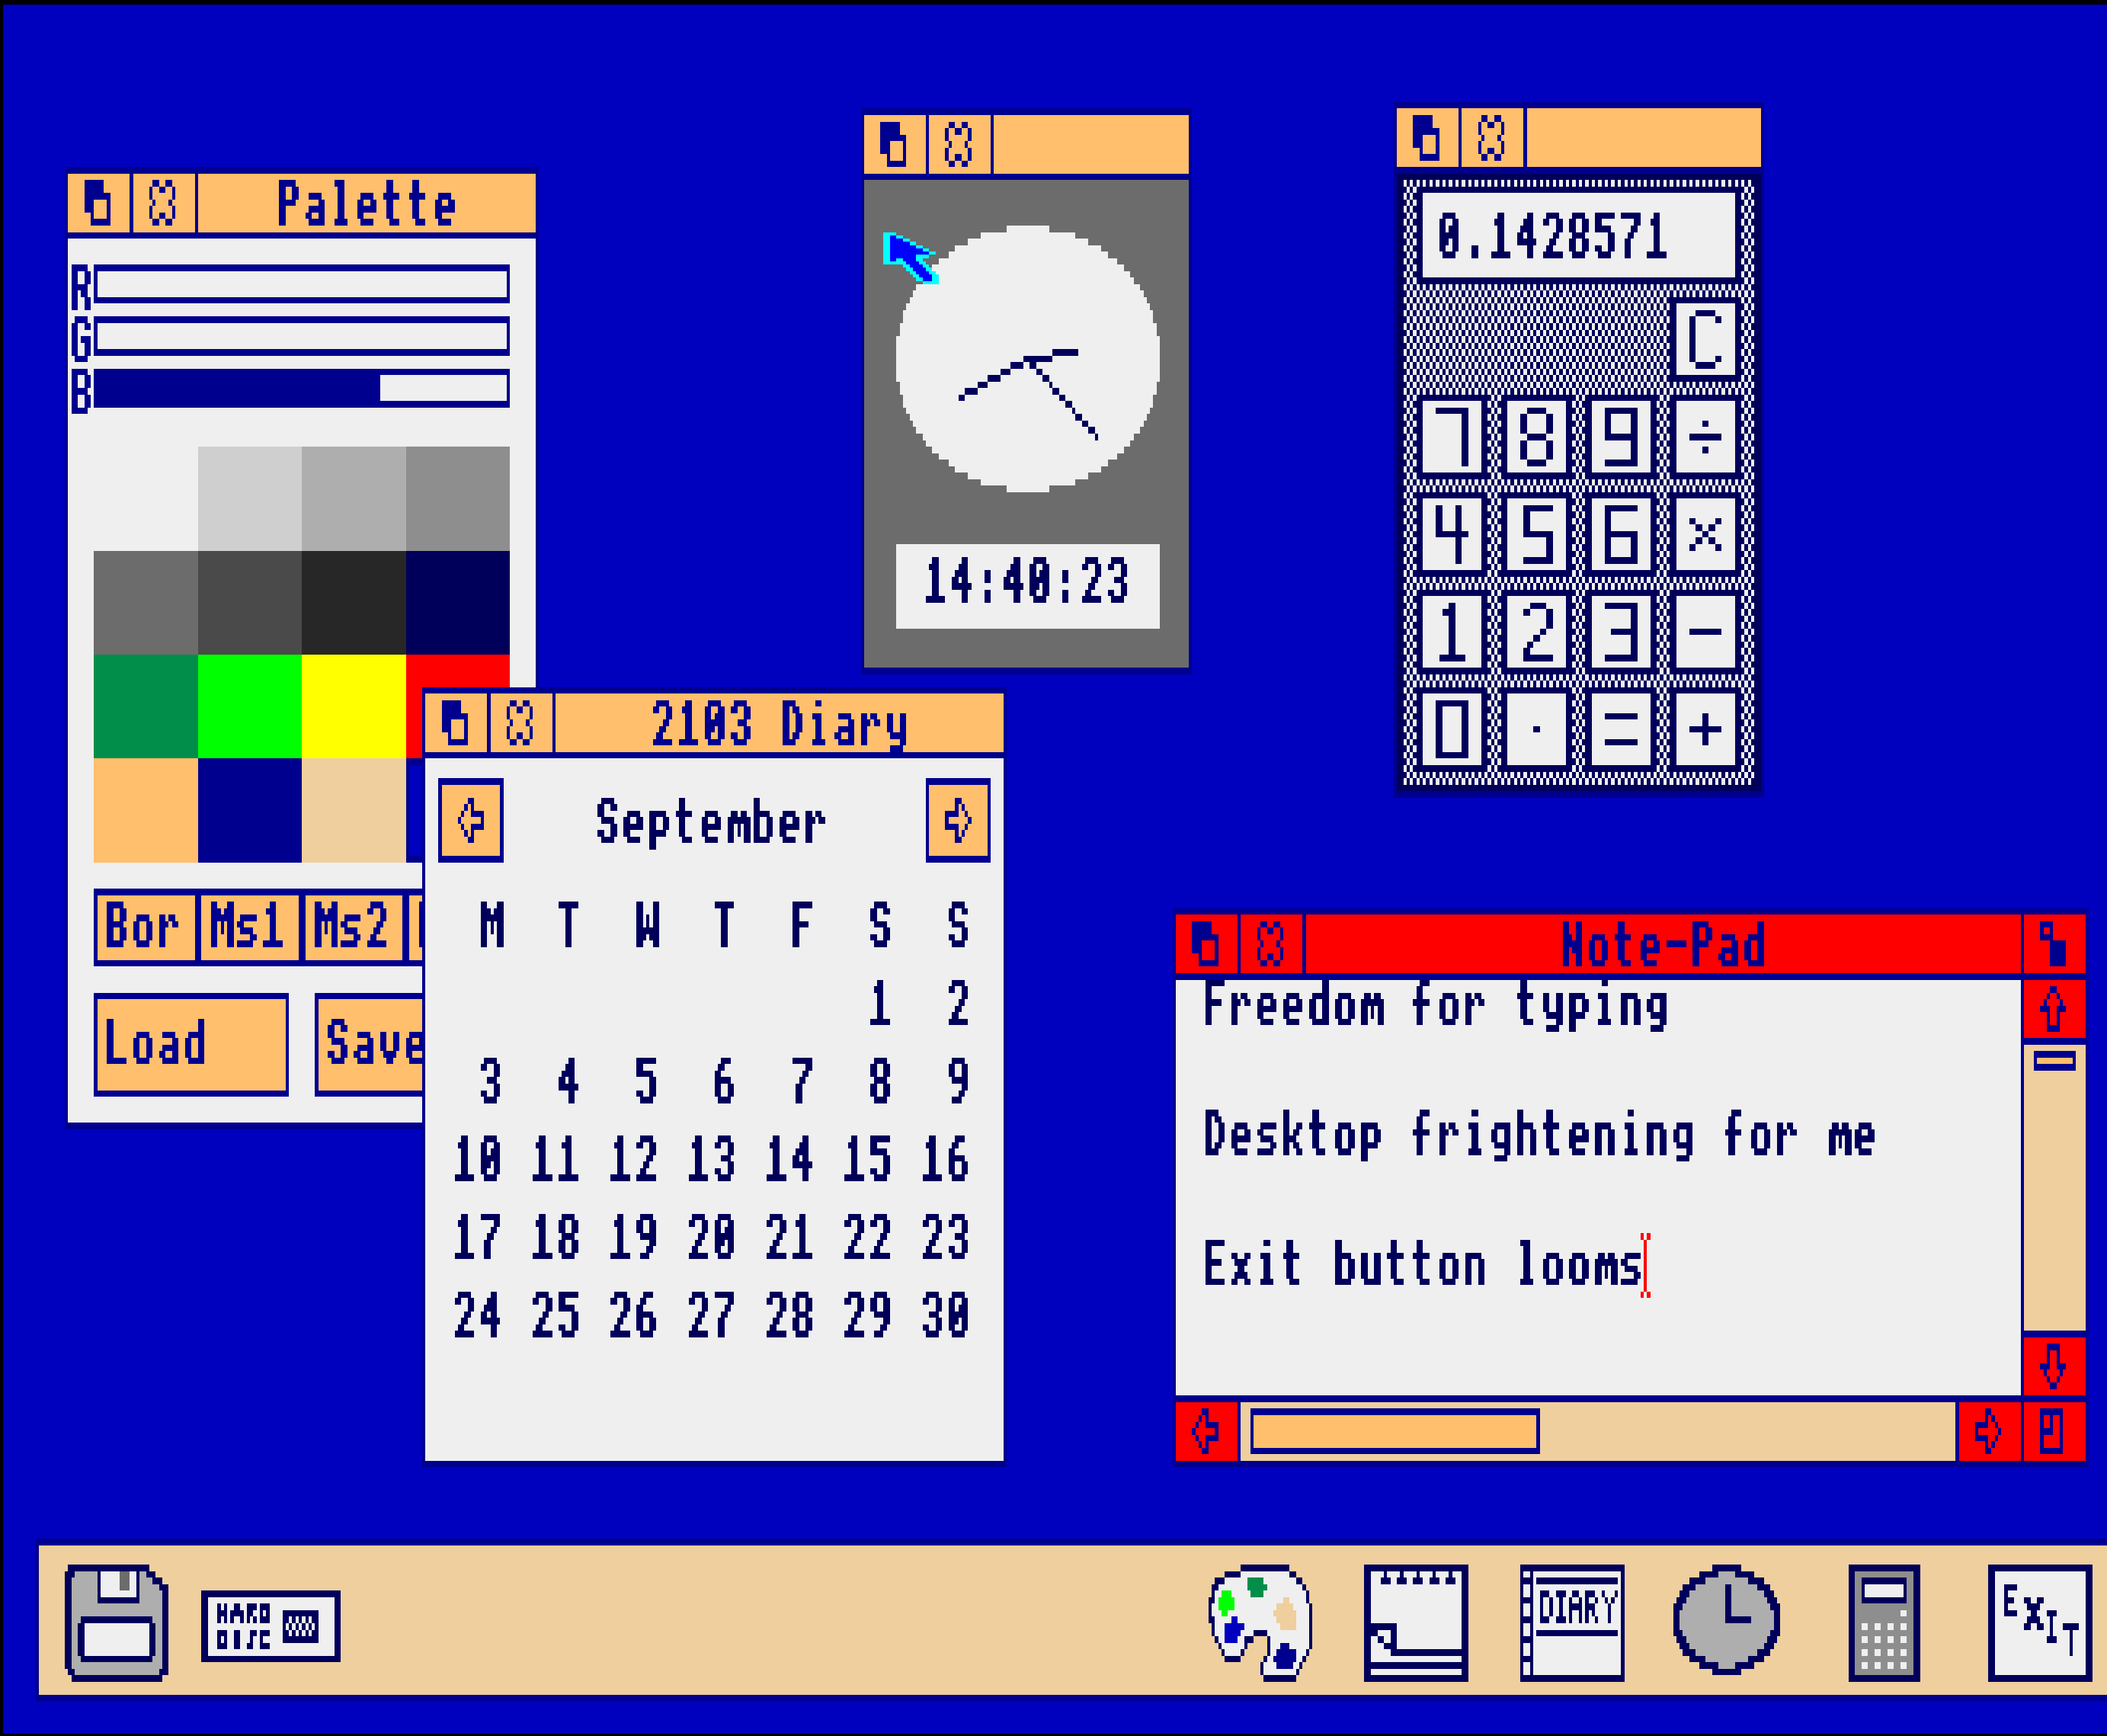 Palette
R
G
B
Bor Ms1 Ms2
Load Save
14:40:23
0.1428571
C
7 8 9 ÷
4 5 6 ×
1 2 3 -
0 . = +
2103 Diary
September
M T W T F S S
1 2
3 4 5 6 7 8 9
10 11 12 13 14 15 16
17 18 19 20 21 22 23
24 25 26 27 28 29 30
Note-Pad
Freedom for typing
Desktop frightening for me
Exit button looms
HARD
DISC
DIARY
EXIT